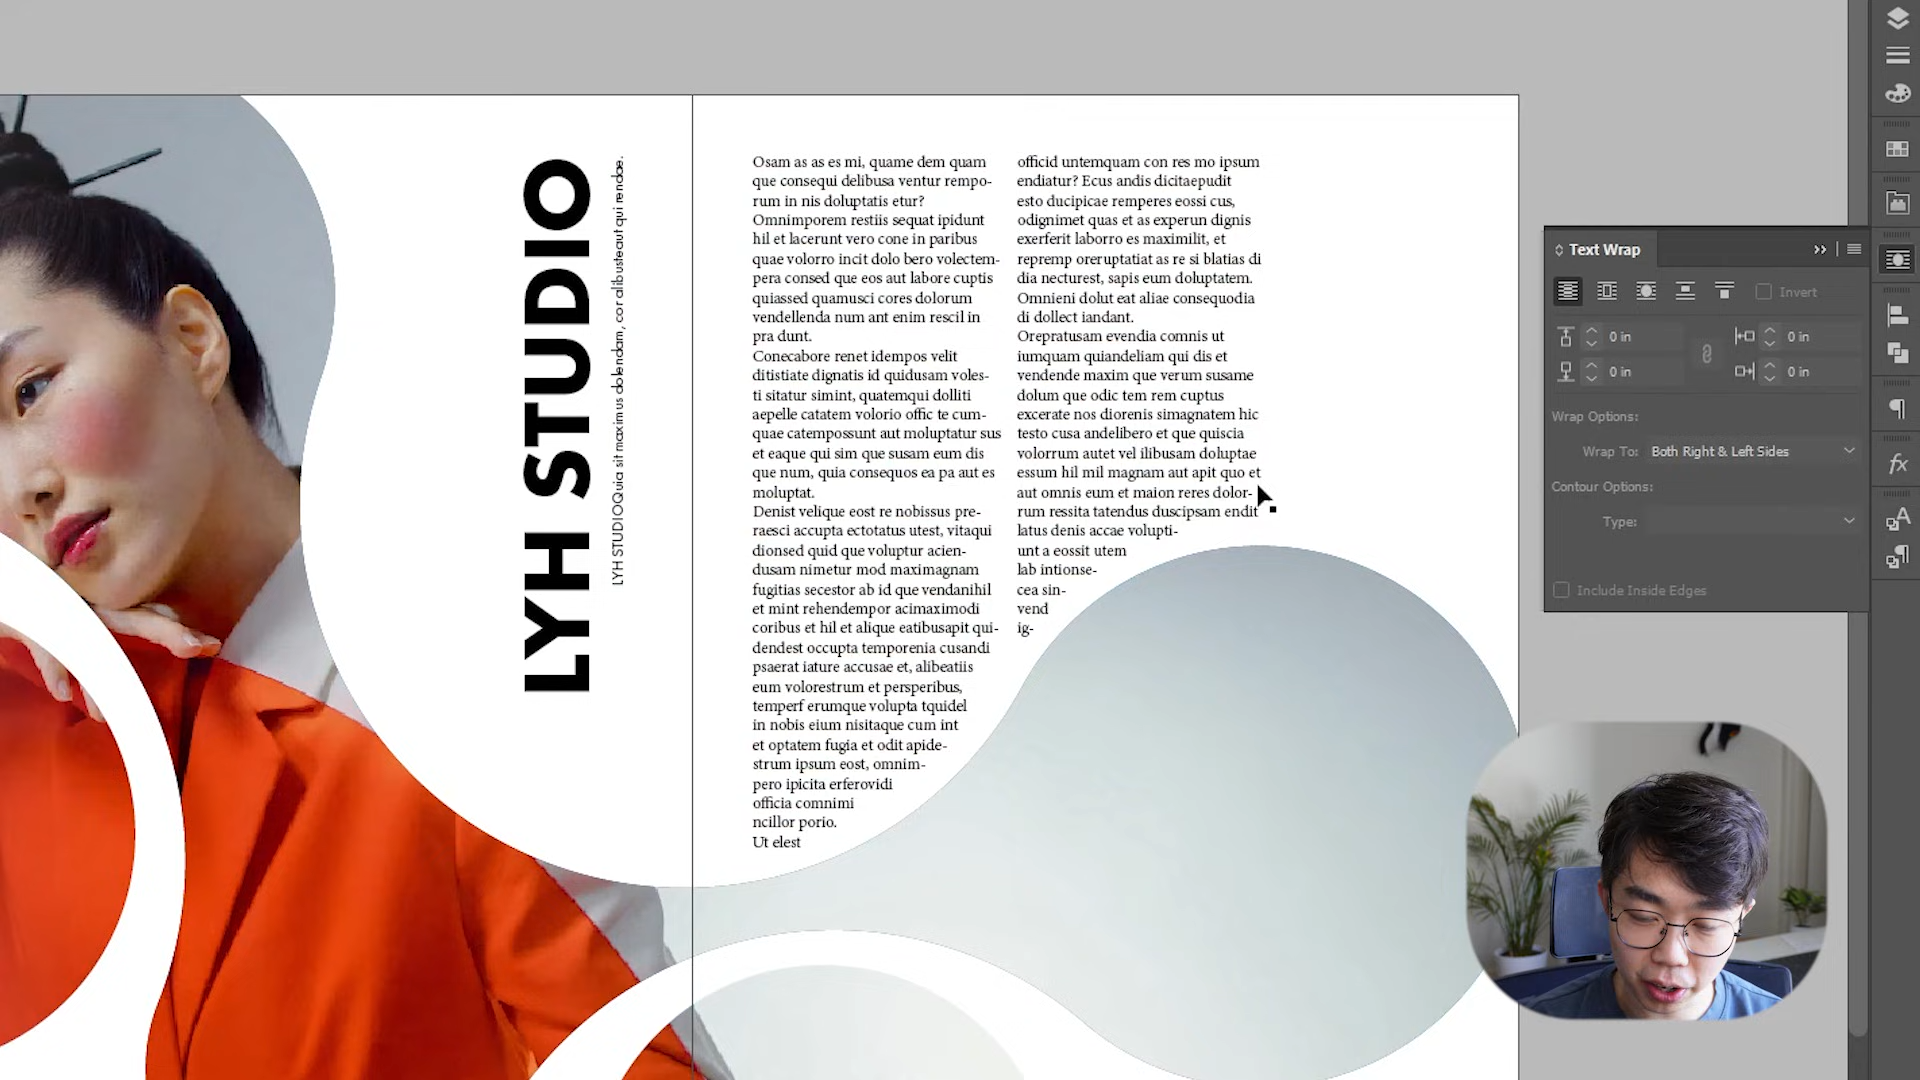 LYH STUDIO
LYH STUDIOQuia sit maximus dolendam, cor alibusteaut qui rendae.
Osam as as es mi, quame dem quam
que consequi delibusa ventur rempo-
rum in nis doluptatis etur?
Omnimporem restiis sequat ipidunt
hil et lacerunt vero cone in paribus
quae volorro incit dolo bero volectem-
pera consed que eos aut labore cuptis
quiassed quamusci cores dolorum
vendellenda num ant enim rescil in
pra dunt.
Conecabore renet idempos velit
ditistiate dignatis id quidusam voles-
ti sitatur simint, quatemqui dolliti
aepelle catatem volorio offic te cum-
quae catempossunt aut moluptatur sus
et eaque qui sim que susam eum dis
que num, quia consequos ea pa aut es
moluptat.
Denist velique eost re nobissus pre-
raesci accupta ectotatus utest, vitaqui
dionsed quid que voluptur acien-
dusam nimetur mod maximagnam
fugitias secestor ab id que vendanihil
et mint rehendempor acimaximodi
coribus et hil et alique eatibusapit qui-
dendest occupta temporenia cusandi
psaerat iature accusae et, alibeatiis
eum volorestrum et persperibus,
temperf erumque volupta tquidel
in nobis eium nisitaque cum int
et optatem fugia et odit apide-
strum ipsum eost, omnim-
pero ipicita erferovidi
officia comnimi
ncillor porio.
Ut elest
officid untemquam con res mo ipsum
endiatur? Ecus andis dicitaepudit
esto ducipicae remperes eossi cus,
odignimet quas et as experun dignis
exerferit laborro es maximilit, et
repremp oreruptatiat as re si blatias di
dia necturest, sapis eum doluptatem.
Omnieni dolut eat aliae consequodia
di dollect iandant.
Orepratusam evendia comnis ut
iumquam quiandeliam qui dis et
vendende maxim que verum susame
dolum que odic tem rem cuptus
excerate nos diorenis simagnatem hic
testo cusa andelibero et que quiscia
volorrum autet vel ilibusam doluptae
essum hil mil magnam aut apit quo et
aut omnis eum et maion reres dolor-
rum ressita tatendus duscipsam endit
latus denis accae volupti-
unt a eossit utem
lab intionse-
cea sin-
vend
ig-
Text Wrap
Invert
0 in
0 in
0 in
0 in
Wrap Options:
Wrap To: Both Right & Left Sides
Contour Options:
Type:
Include Inside Edges